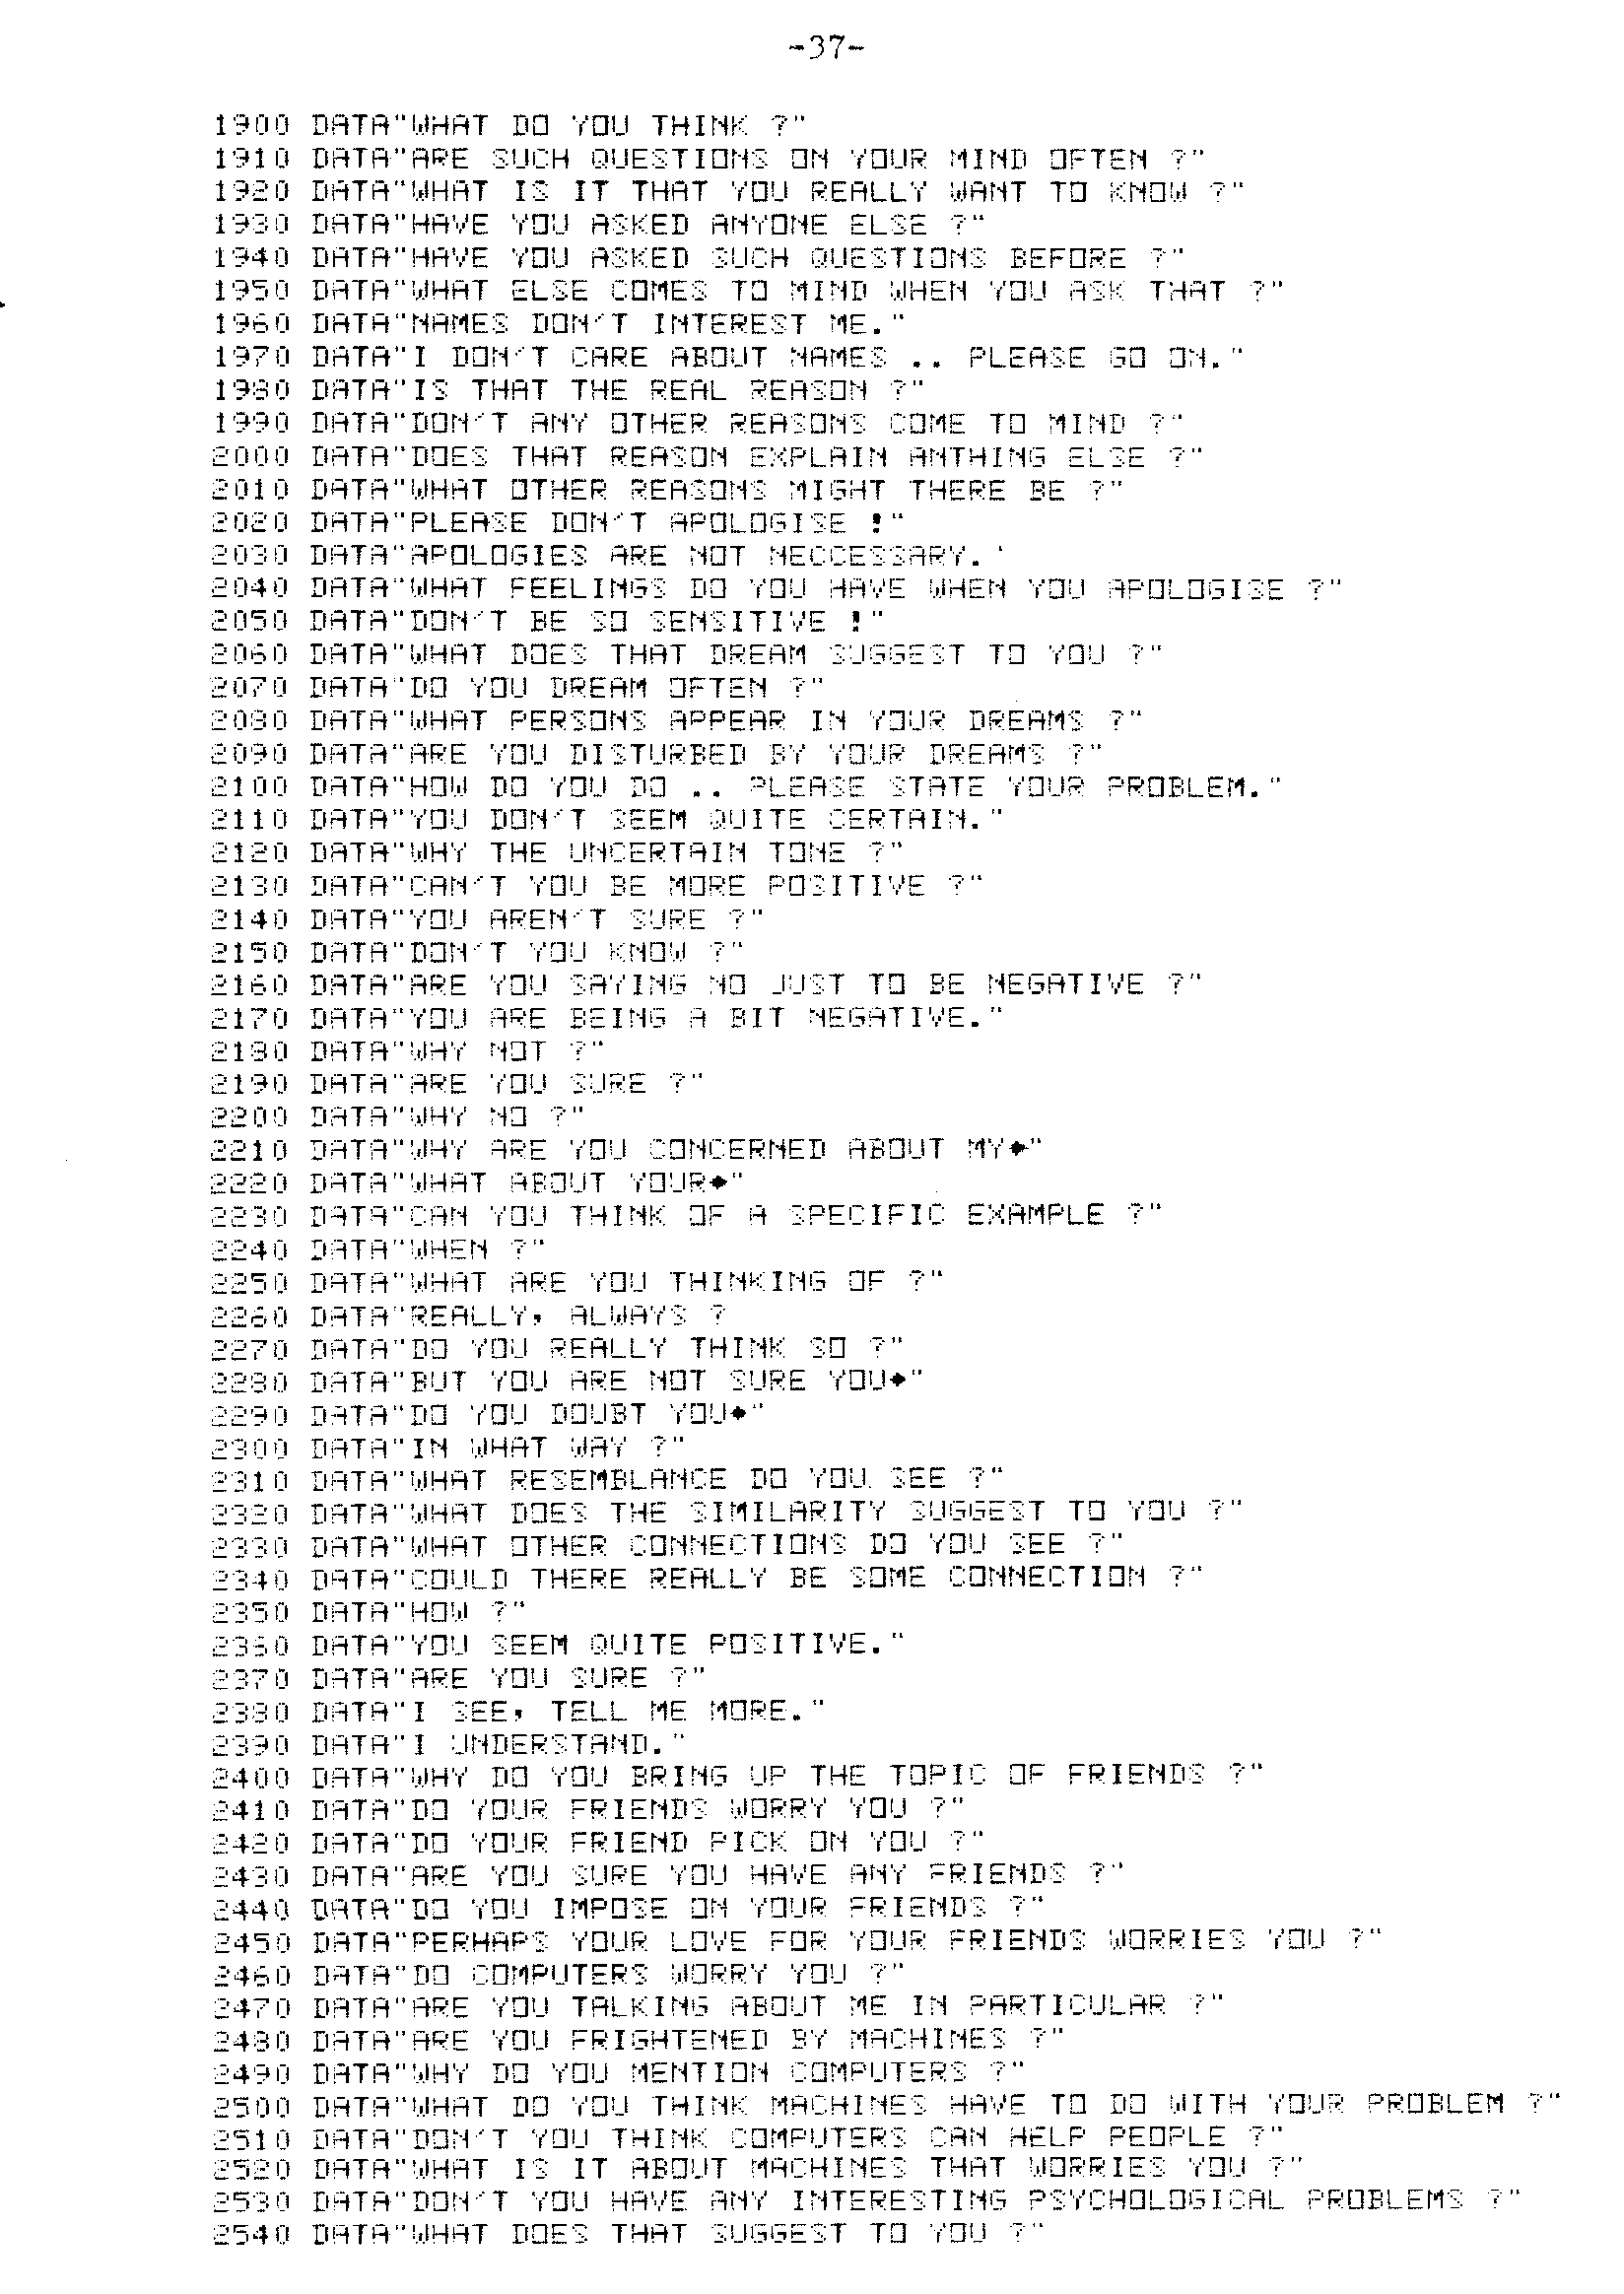 -37-
1900 DATA"WHAT DO YOU THINK ?"
1910 DATA"ARE SUCH QUESTIONS ON YOUR MIND OFTEN ?"
1920 DATA"WHAT IS IT THAT YOU REALLY WANT TO KNOW ?"
1930 DATA"HAVE YOU ASKED ANYONE ELSE ?"
1940 DATA"HAVE YOU ASKED SUCH QUESTIONS BEFORE ?"
1950 DATA"WHAT ELSE COMES TO MIND WHEN YOU ASK THAT ?"
1960 DATA"NAMES DON'T INTEREST ME."
1970 DATA"I DON'T CARE ABOUT NAMES .. PLEASE GO ON."
1980 DATA"IS THAT THE REAL REASON ?"
1990 DATA"DON'T ANY OTHER REASONS COME TO MIND ?"
2000 DATA"DOES THAT REASON EXPLAIN ANTHING ELSE ?"
2010 DATA"WHAT OTHER REASONS MIGHT THERE BE ?"
2020 DATA"PLEASE DON'T APOLOGISE !"
2030 DATA"APOLOGIES ARE NOT NECCESSARY.'
2040 DATA"WHAT FEELINGS DO YOU HAVE WHEN YOU APOLOGISE ?"
2050 DATA"DON'T BE SO SENSITIVE !"
2060 DATA"WHAT DOES THAT DREAM SUGGEST TO YOU ?"
2070 DATA'DO YOU DREAM OFTEN ?"
2080 DATA"WHAT PERSONS APPEAR IN YOUR DREAMS ?"
2090 DATA"ARE YOU DISTURBED BY YOUR DREAMS ?"
2100 DATA"HOW DO YOU DO .. PLEASE STATE YOUR PROBLEM."
2110 DATA"YOU DON'T SEEM QUITE CERTAIN."
2120 DATA"WHY THE UNCERTAIN TONE ?"
2130 DATA"CAN'T YOU BE MORE POSITIVE ?"
2140 DATA"YOU AREN'T SURE ?"
2150 DATA"DON'T YOU KNOW ?"
2160 DATA"ARE YOU SAYING NO JUST TO BE NEGATIVE ?"
2170 DATA"YOU ARE BEING A BIT NEGATIVE."
2180 DATA"WHY NOT ?"
2190 DATA"ARE YOU SURE ?"
2200 DATA"WHY NO ?"
2210 DATA"WHY ARE YOU CONCERNED ABOUT MY◆"
2220 DATA"WHAT ABOUT YOUR◆"
2230 DATA"CAN YOU THINK OF A SPECIFIC EXAMPLE ?"
2240 DATA"WHEN ?"
2250 DATA"WHAT ARE YOU THINKING OF ?"
2260 DATA"REALLY, ALWAYS ?
2270 DATA"DO YOU REALLY THINK SO ?"
2280 DATA"BUT YOU ARE NOT SURE YOU◆"
2290 DATA"DO YOU DOUBT YOU◆"
2300 DATA"IN WHAT WAY ?"
2310 DATA"WHAT RESEMBLANCE DO YOU SEE ?"
2320 DATA"WHAT DOES THE SIMILARITY SUGGEST TO YOU ?"
2330 DATA"WHAT OTHER CONNECTIONS DO YOU SEE ?"
2340 DATA"COULD THERE REALLY BE SOME CONNECTION ?"
2350 DATA"HOW ?"
2360 DATA"YOU SEEM QUITE POSITIVE."
2370 DATA"ARE YOU SURE ?"
2380 DATA"I SEE, TELL ME MORE."
2390 DATA"I UNDERSTAND."
2400 DATA"WHY DO YOU BRING UP THE TOPIC OF FRIENDS ?"
2410 DATA"DO YOUR FRIENDS WORRY YOU ?"
2420 DATA"DO YOUR FRIEND PICK ON YOU ?"
2430 DATA"ARE YOU SURE YOU HAVE ANY FRIENDS ?"
2440 DATA"DO YOU IMPOSE ON YOUR FRIENDS ?"
2450 DATA"PERHAPS YOUR LOVE FOR YOUR FRIENDS WORRIES YOU ?"
2460 DATA"DO COMPUTERS WORRY YOU ?"
2470 DATA"ARE YOU TALKING ABOUT ME IN PARTICULAR ?"
2480 DATA"ARE YOU FRIGHTENED BY MACHINES ?"
2490 DATA"WHY DO YOU MENTION COMPUTERS ?"
2500 DATA"WHAT DO YOU THINK MACHINES HAVE TO DO WITH YOUR PROBLEM ?"
2510 DATA"DON'T YOU THINK COMPUTERS CAN HELP PEOPLE ?"
2520 DATA"WHAT IS IT ABOUT MACHINES THAT WORRIES YOU ?"
2530 DATA"DON'T YOU HAVE ANY INTERESTING PSYCHOLOGICAL PROBLEMS ?"
2540 DATA"WHAT DOES THAT SUGGEST TO YOU ?"